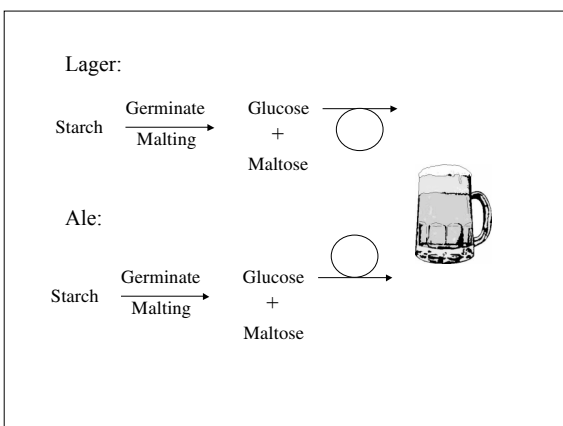 Lager:
Germinate
Starch
Malting
Glucose
+
Maltose
Ale:
Germinate
Starch
Malting
Glucose
+
Maltose